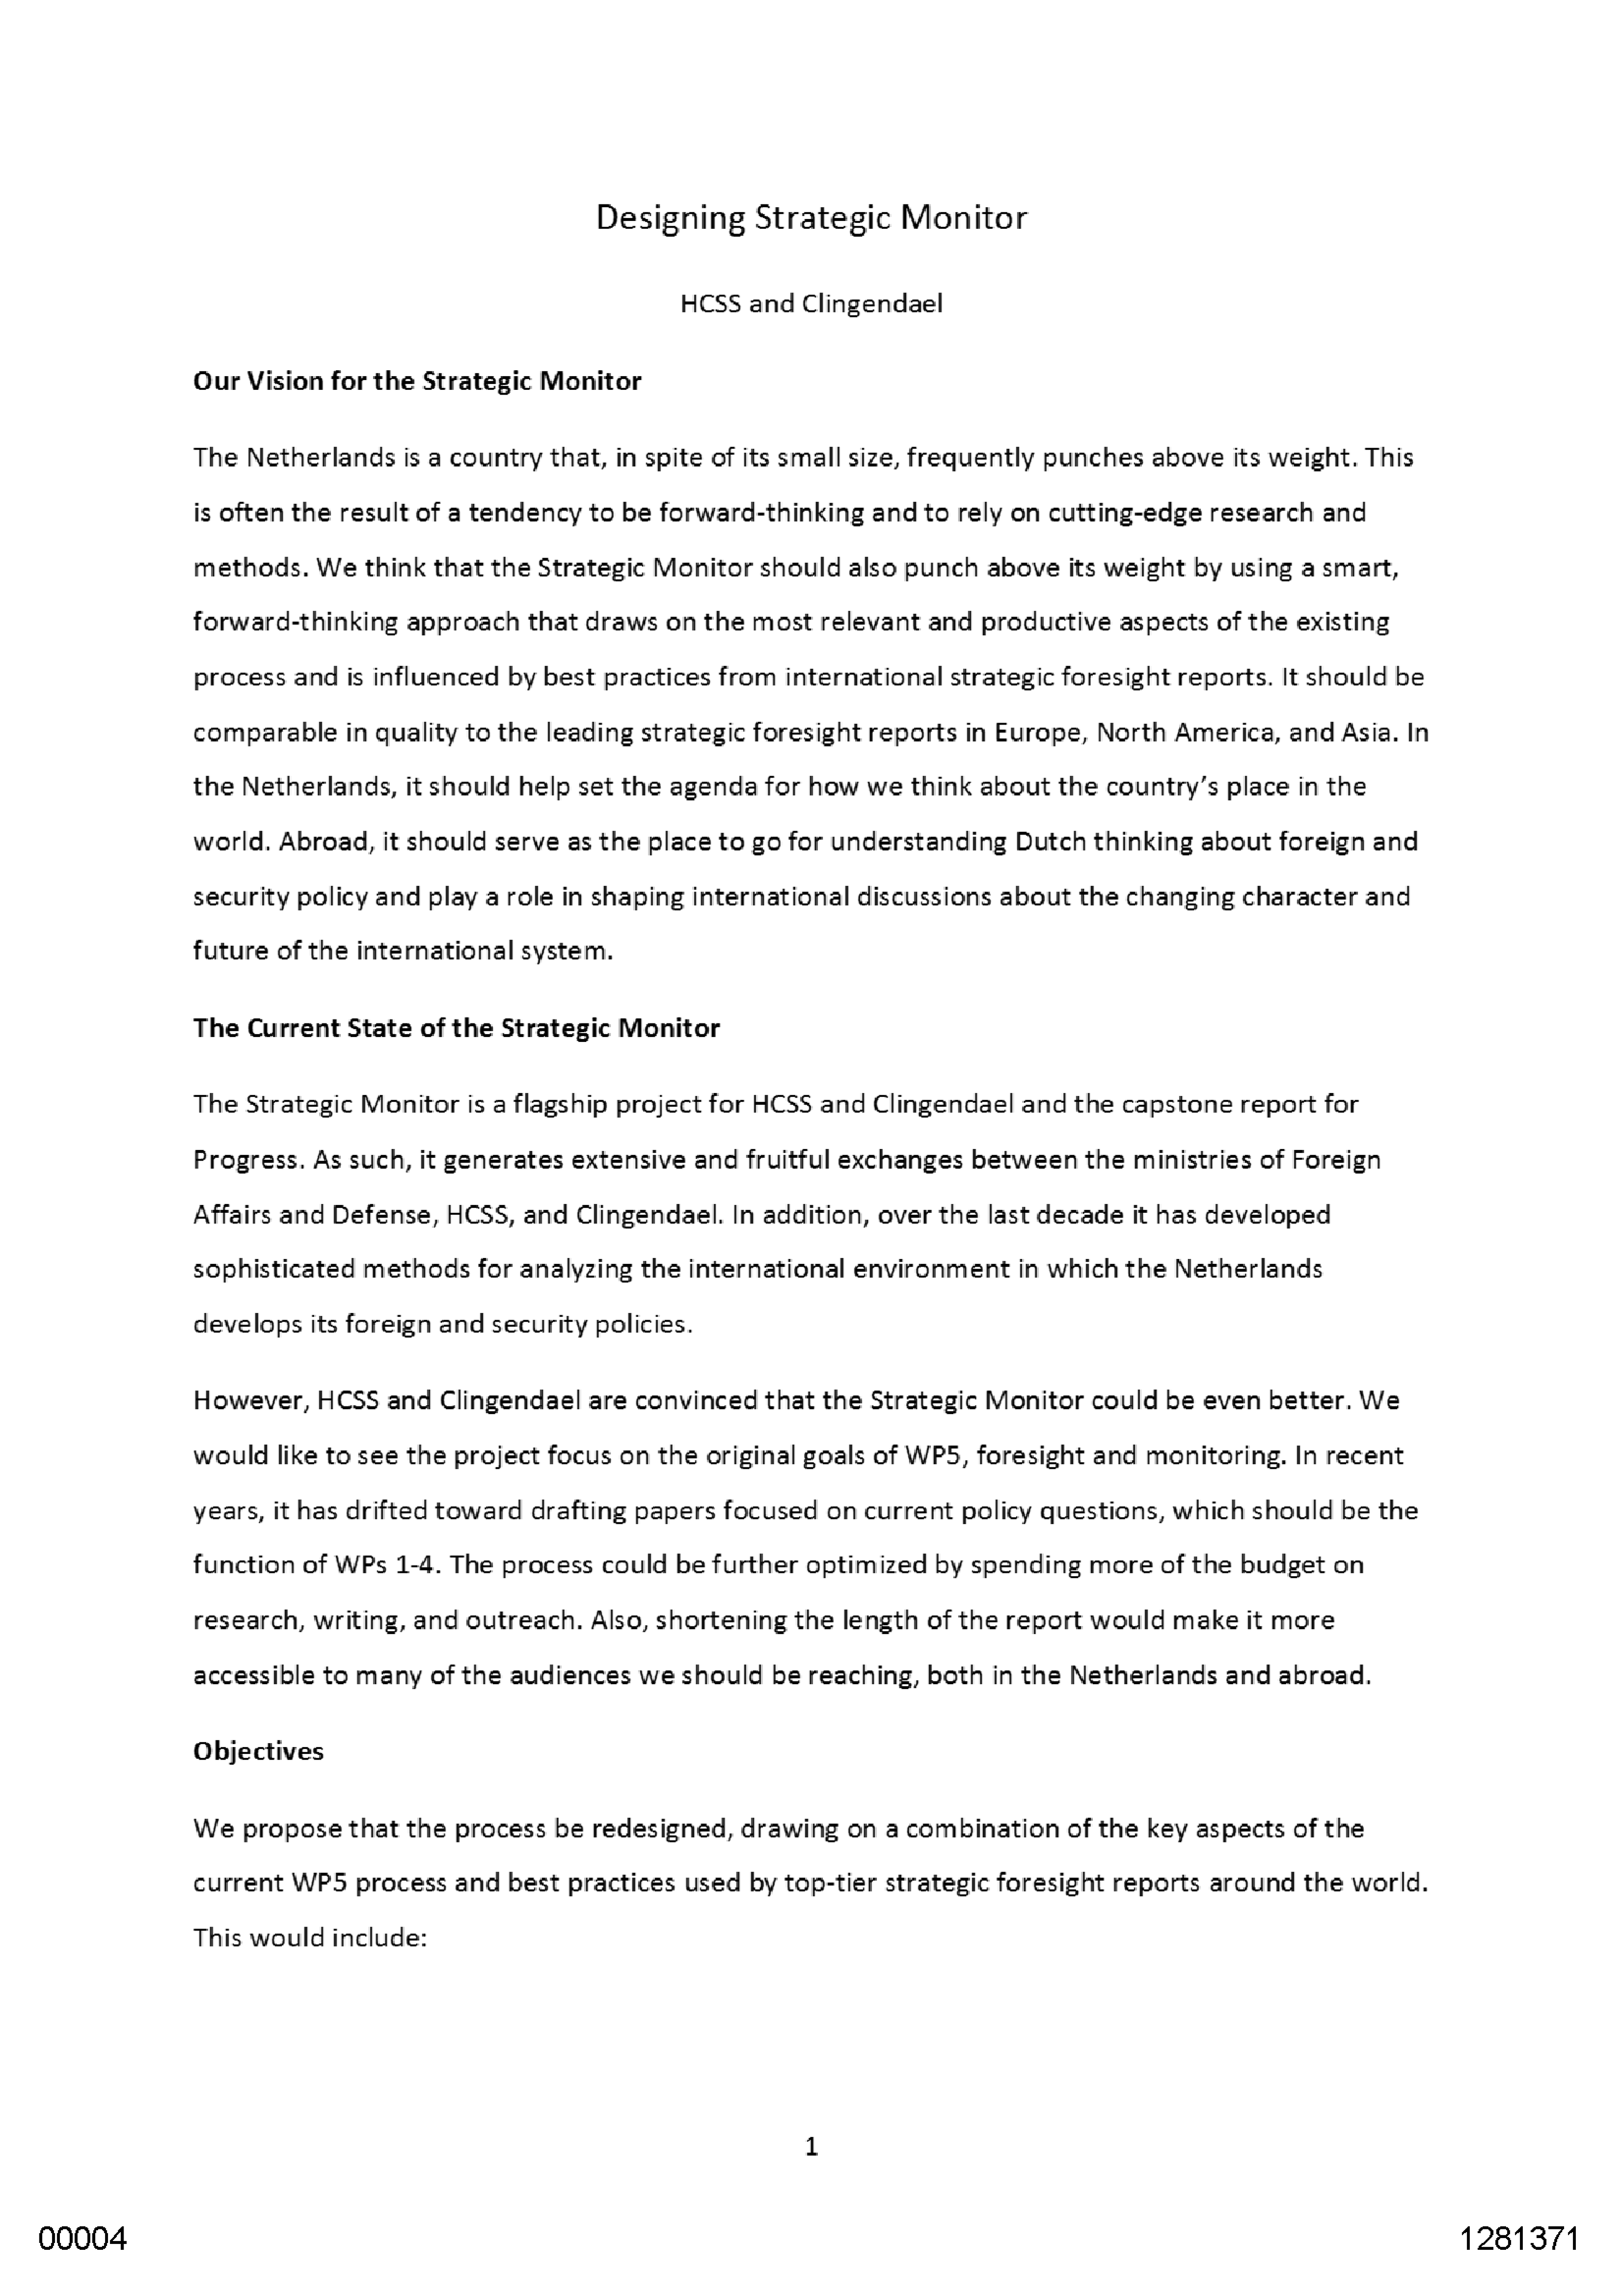 Designing Strategic Monitor
HCSS and Clingendael
Our Vision for the Strategic Monitor
The Netherlands is a country that, in spite of its small size, frequently punches above its weight. This
is often the result of a tendency to be forward-thinking and to rely on cutting-edge research and
methods. We think that the Strategic Monitor should also punch above its weight by using a smart,
forward-thinking approach that draws on the most relevant and productive aspects of the existing
process and is influenced by best practices from international strategic foresight reports. It should be
comparable in quality to the leading strategic foresight reports in Europe, North America, and Asia. In
the Netherlands, it should help set the agenda for how we think about the country’s place in the
world. Abroad, it should serve as the place to go for understanding Dutch thinking about foreign and
security policy and play a role in shaping international discussions about the changing character and
future of the international system.
The Current State of the Strategic Monitor
The Strategic Monitor is a flagship project for HCSS and Clingendael and the capstone report for
Progress. As such, it generates extensive and fruitful exchanges between the ministries of Foreign
Affairs and Defense, HCSS, and Clingendael. In addition, over the last decade it has developed
sophisticated methods for analyzing the international environment in which the Netherlands
develops its foreign and security policies.
However, HCSS and Clingendael are convinced that the Strategic Monitor could be even better. We
would like to see the project focus on the original goals of WP5, foresight and monitoring. In recent
years, it has drifted toward drafting papers focused on current policy questions, which should be the
function of WPs 1-4. The process could be further optimized by spending more of the budget on
research, writing, and outreach. Also, shortening the length of the report would make it more
accessible to many of the audiences we should be reaching, both in the Netherlands and abroad.
Objectives
We propose that the process be redesigned, drawing on a combination of the key aspects of the
current WP5 process and best practices used by top-tier strategic foresight reports around the world.
This would include:
1
00004
1281371